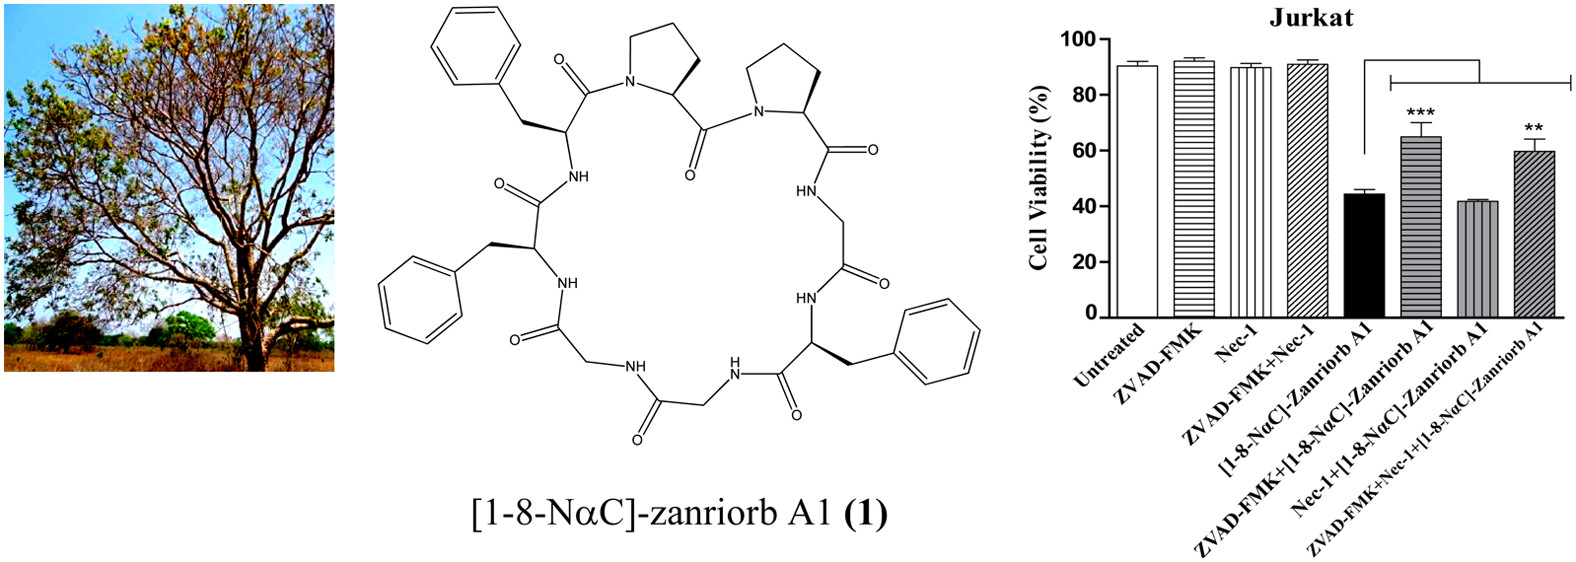 O
N
O
N
O
NH
O
O
HN
NH
HN
O
O
NH
H
N
O
O
[1-8-NαC]-zanriorb A1 (1)
Jurkat
Cell Viability (%)
100
80
60
40
20
0
***
**
Untreated
ZVAD-FMK
Nec-1
ZVAD-FMK+Nec-1
[1-8-NαC]-Zanriorb A1
ZVAD-FMK+[1-8-NαC]-Zanriorb A1
Nec-1+[1-8-NαC]-Zanriorb A1
ZVAD-FMK+Nec-1+[1-8-NαC]-Zanriorb A1